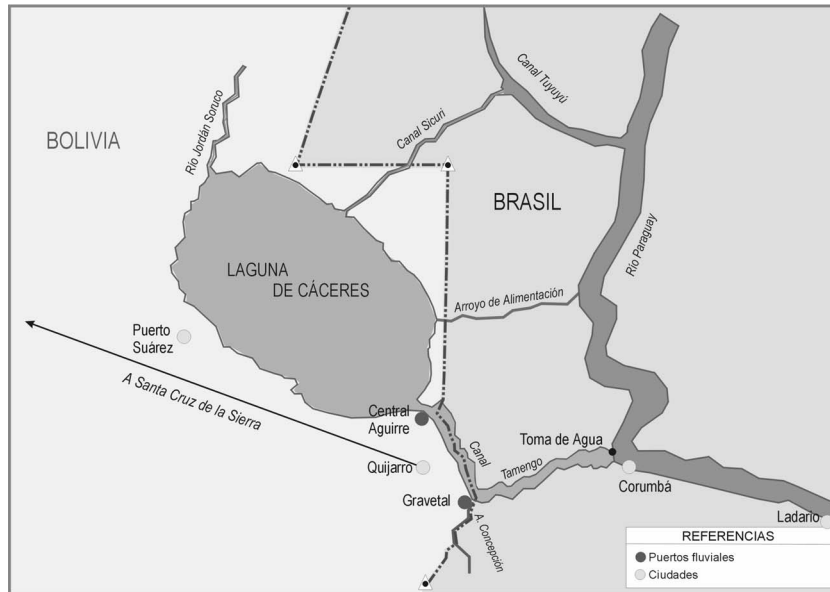 BOLIVIA
Río Jordán Soruco
Canal Sicuri
Canal Tuyuyú
BRASIL
Río Paraguay
LAGUNA
DE CÁCERES
Arroyo de Alimentación
Puerto
Suárez
A Santa Cruz de la Sierra
Central
Aguirre
Canal
Tamengo
Toma de Agua
Quijarro
Corumbá
Gravetal
A. Concepción
Ladario
REFERENCIAS
Puertos fluviales
Ciudades